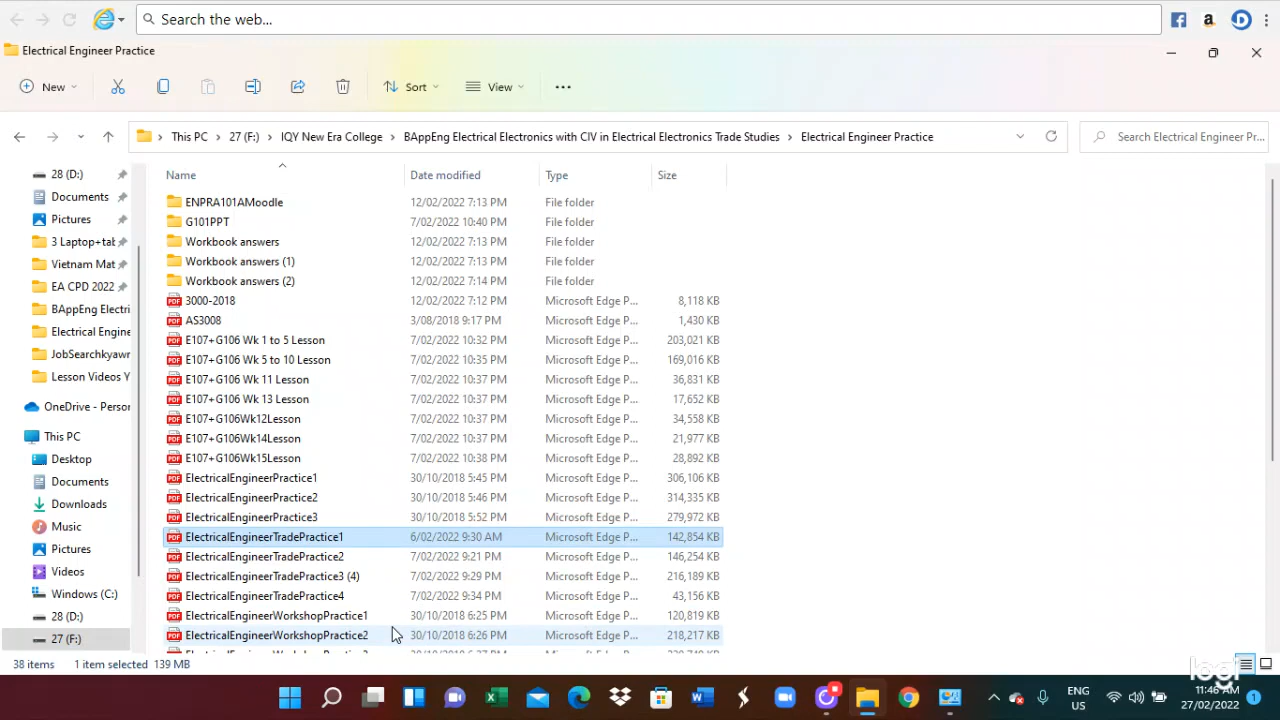 Search the web...
Electrical Engineer Practice
New
Sort
View
This PC > 27 (F:) > IQY New Era College > BAppEng Electrical Electronics with CIV in Electrical Electronics Trade Studies > Electrical Engineer Practice
Search Electrical Engineer Pr...
28 (D:)
Documents
Pictures
3 Laptop+tab
Vietnam Mat
EA CPD 2022
BAppEng Electri
Electrical Engine
JobSearchkyawr
Lesson Videos Y
OneDrive - Person
This PC
Desktop
Documents
Downloads
Music
Pictures
Videos
Windows (C:)
28 (D:)
27 (F:)
Name Date modified Type Size
ENPRA101AMoodle 12/02/2022 7:13 PM File folder
G101PPT 7/02/2022 10:40 PM File folder
Workbook answers 12/02/2022 7:13 PM File folder
Workbook answers (1) 12/02/2022 7:13 PM File folder
Workbook answers (2) 12/02/2022 7:14 PM File folder
3000-2018 12/02/2022 7:12 PM Microsoft Edge P... 8,118 KB
AS3008 3/08/2018 9:17 PM Microsoft Edge P... 1,430 KB
E107+G106 Wk 1 to 5 Lesson 7/02/2022 10:32 PM Microsoft Edge P... 203,021 KB
E107+G106 Wk 5 to 10 Lesson 7/02/2022 10:35 PM Microsoft Edge P... 169,016 KB
E107+G106 Wk 11 Lesson 7/02/2022 10:37 PM Microsoft Edge P... 36,831 KB
E107+G106 Wk 13 Lesson 7/02/2022 10:37 PM Microsoft Edge P... 17,652 KB
E107+G106Wk12Lesson 7/02/2022 10:37 PM Microsoft Edge P... 34,558 KB
E107+G106Wk14Lesson 7/02/2022 10:37 PM Microsoft Edge P... 21,977 KB
E107+G106Wk15Lesson 7/02/2022 10:38 PM Microsoft Edge P... 28,892 KB
ElectricalEngineerPractice1 30/10/2018 5:45 PM Microsoft Edge P... 306,106 KB
ElectricalEngineerPractice2 30/10/2018 5:46 PM Microsoft Edge P... 314,335 KB
ElectricalEngineerPractice3 30/10/2018 5:52 PM Microsoft Edge P... 279,972 KB
ElectricalEngineerTradePractice1 6/02/2022 9:30 AM Microsoft Edge P... 142,854 KB
ElectricalEngineerTradePractice2 7/02/2022 9:21 PM Microsoft Edge P... 146,254 KB
ElectricalEngineerTradePractice3 (4) 7/02/2022 9:29 PM Microsoft Edge P... 216,189 KB
ElectricalEngineerTradePractice4 7/02/2022 9:34 PM Microsoft Edge P... 43,156 KB
ElectricalEngineerWorkshopPractice1 30/10/2018 6:25 PM Microsoft Edge P... 120,819 KB
ElectricalEngineerWorkshopPractice2 30/10/2018 6:26 PM Microsoft Edge P... 218,217 KB
38 items 1 item selected 139 MB
logi
ENG
US
11:46 AM
27/02/2022